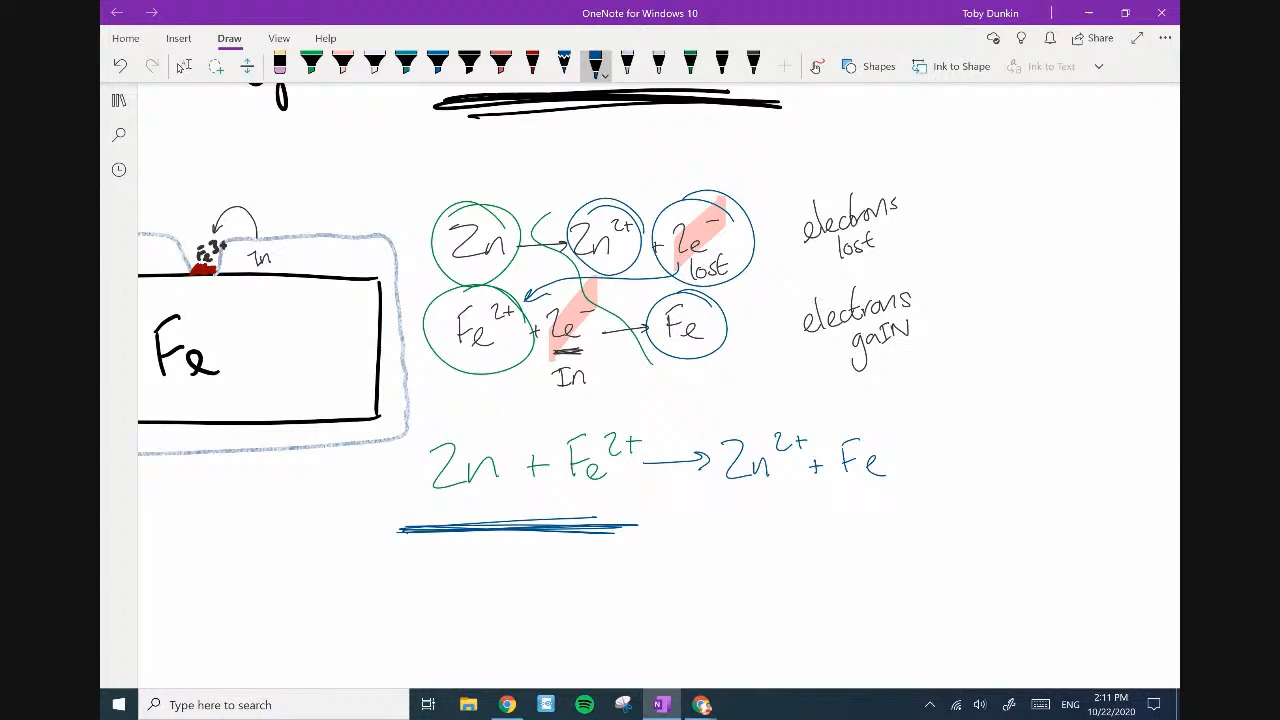 OneNote for Windows 10
Toby Dunkin
Home Insert Draw View Help
Share
Shapes Ink to Shape Ink to Text
Zn → Zn²⁺ + 2e⁻
lost
electrons
lost
Fe²⁺ + 2e⁻ → Fe
In
electrons
gaIN
Zn
Fe
Zn + Fe²⁺ → Zn²⁺ + Fe
Type here to search
ENG
2:11 PM
10/22/2020